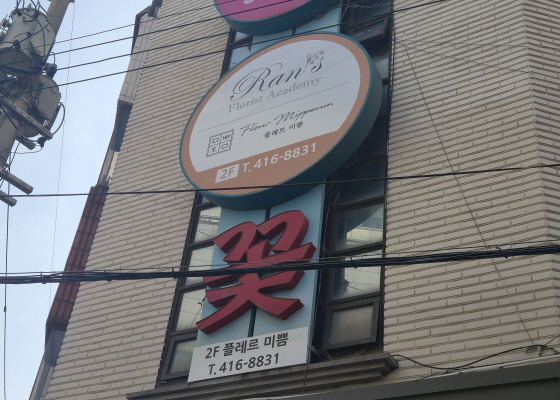 Ran's
Florist Academy
Fleur Mippeum
플레르 미쁨
2F T. 416-8831
꽃
2F 플레르 미쁨
T. 416-8831